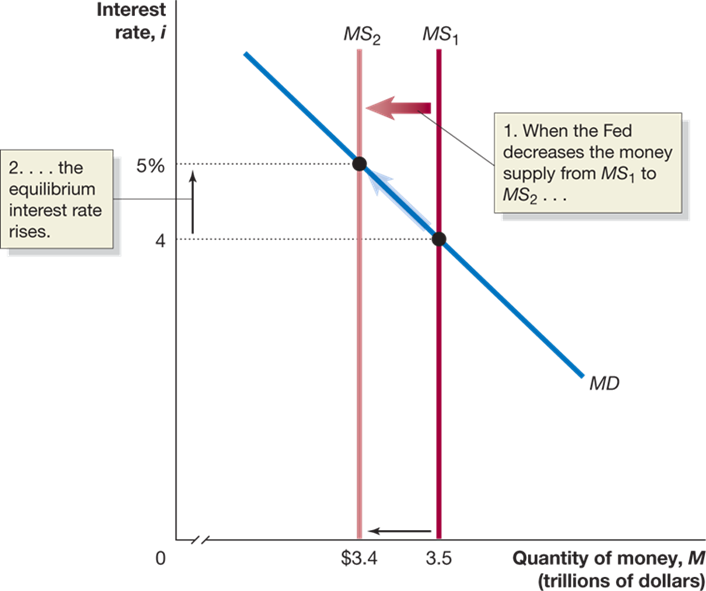 Interest
rate, i
MS₂
MS₁
1. When the Fed
decreases the money
supply from MS₁ to
MS₂ . . .
2. . . . the
equilibrium
interest rate
rises.
5%
4
MD
0
$3.4
3.5
Quantity of money, M
(trillions of dollars)